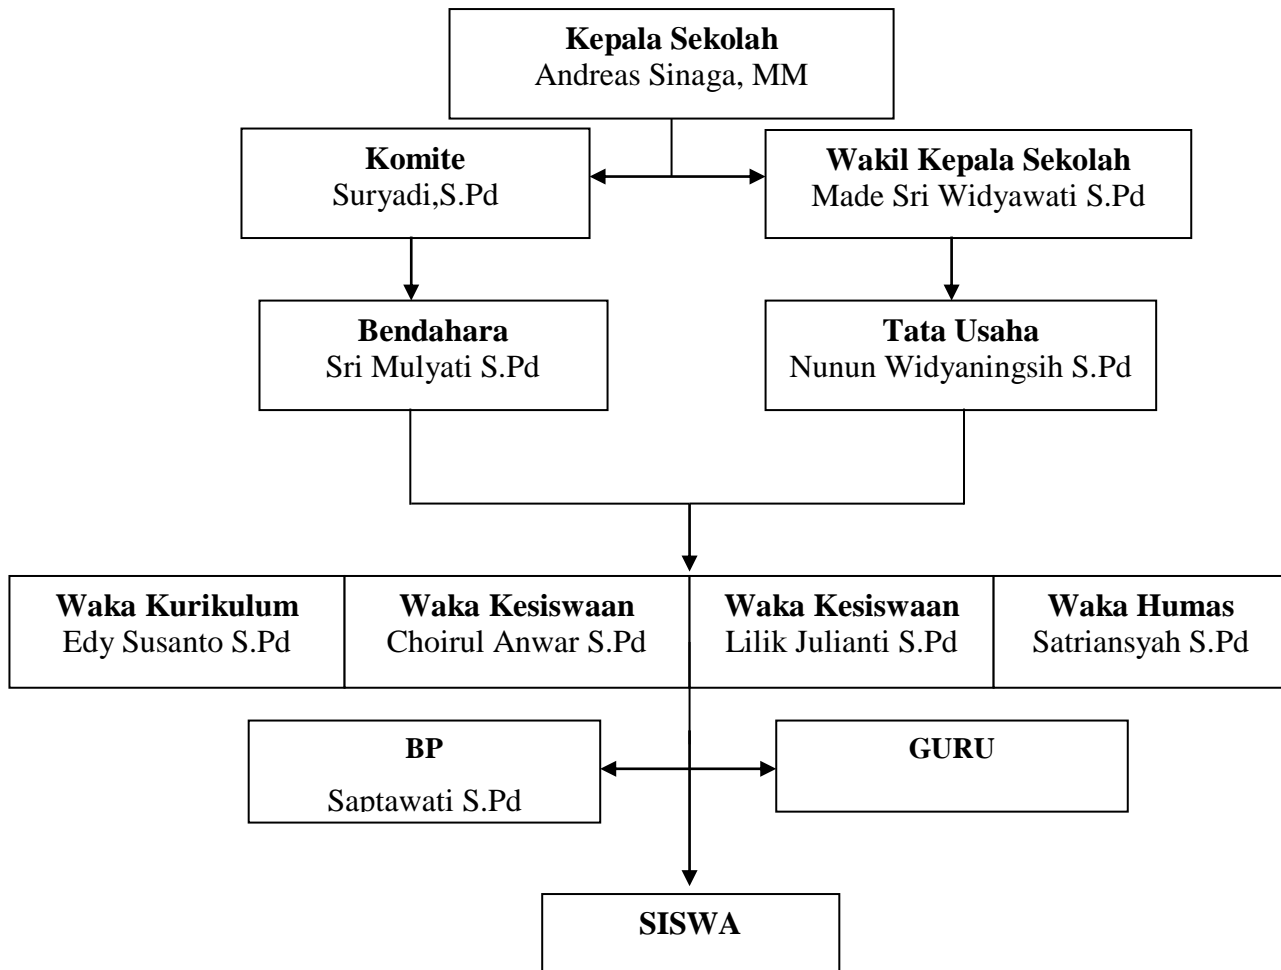 Kepala Sekolah
Andreas Sinaga, MM
Komite
Suryadi,S.Pd
Wakil Kepala Sekolah
Made Sri Widyawati S.Pd
Bendahara
Sri Mulyati S.Pd
Tata Usaha
Nunun Widyaningsih S.Pd
Waka Kurikulum
Edy Susanto S.Pd
Waka Kesiswaan
Choirul Anwar S.Pd
Waka Kesiswaan
Lilik Julianti S.Pd
Waka Humas
Satriansyah S.Pd
BP
Saptawati S.Pd
GURU
SISWA